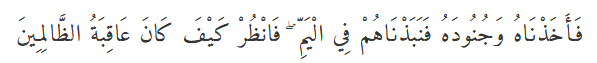 فَأَخَذْنَاهُ وَجُنُودَهُ فَنَبَذْنَاهُمْ فِي الْيَمِّ ۖ فَانْظُرْ كَيْفَ كَانَ عَاقِبَةُ الظَّالِمِينَ